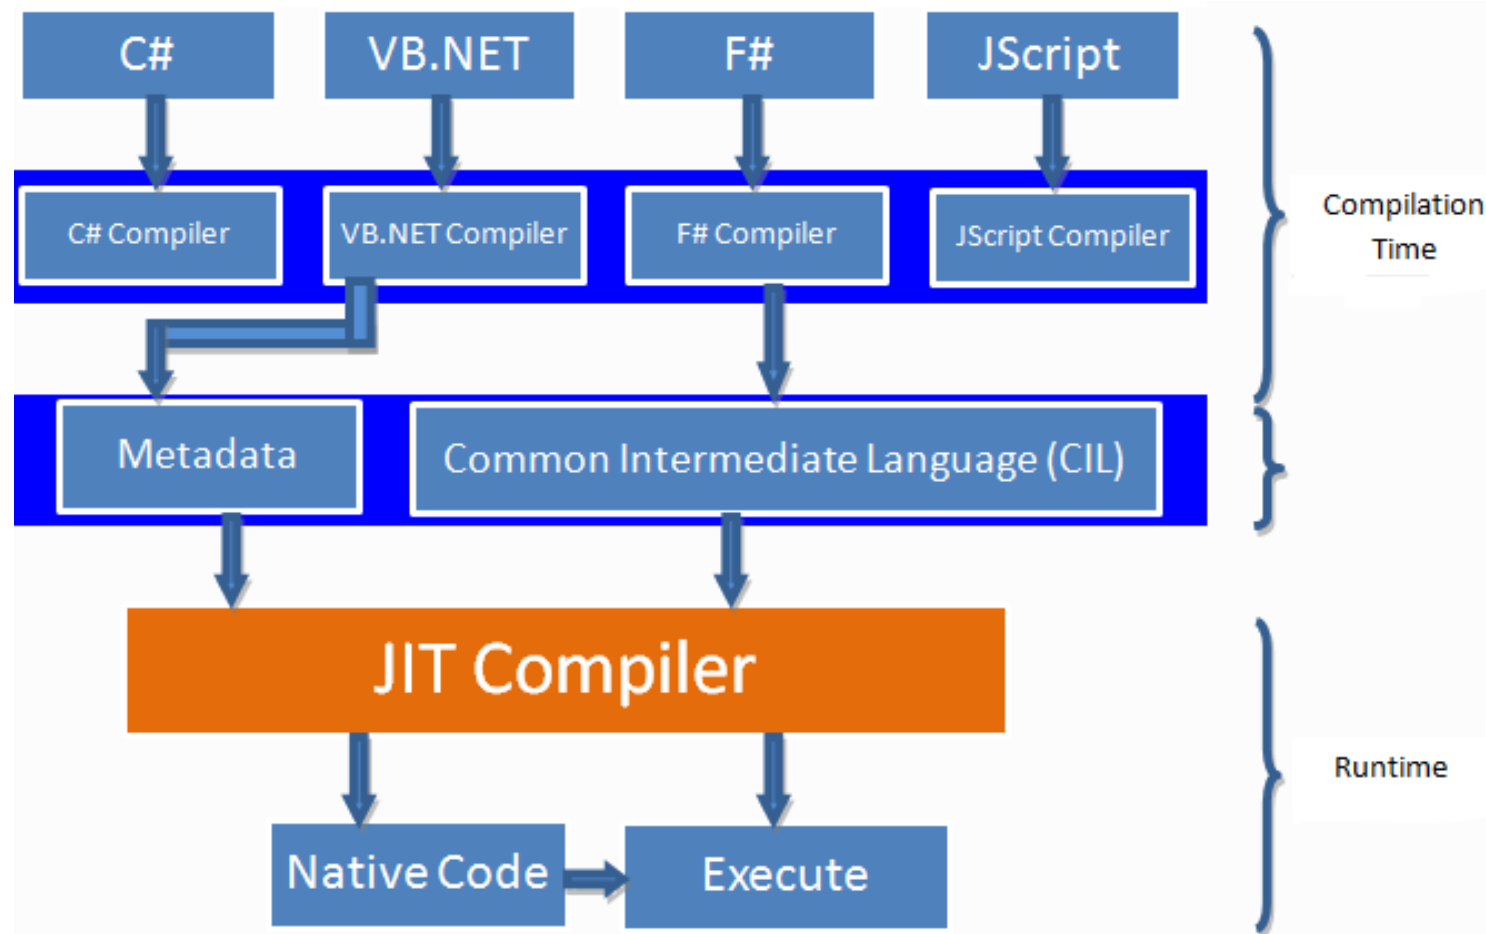 C#
VB.NET
F#
JScript
C# Compiler
VB.NET Compiler
F# Compiler
JScript Compiler
Compilation
Time
Metadata
Common Intermediate Language (CIL)
JIT Compiler
Runtime
Native Code
Execute